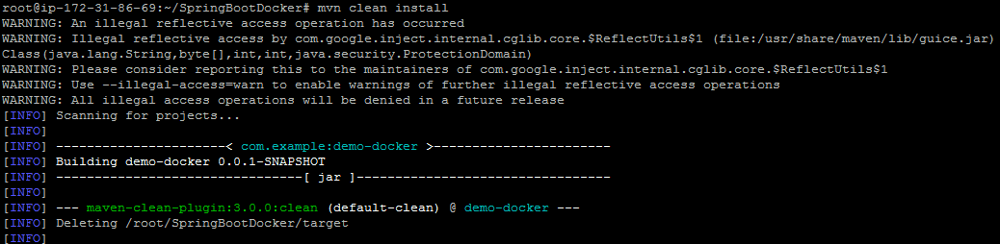 root@ip-172-31-86-69:~/SpringBootDocker# mvn clean install
WARNING: An illegal reflective access operation has occurred
WARNING: Illegal reflective access by com.google.inject.internal.cglib.core.$ReflectUtils$1 (file:/usr/share/maven/lib/guice.jar)
Class(java.lang.String,byte[],int,int,java.security.ProtectionDomain)
WARNING: Please consider reporting this to the maintainers of com.google.inject.internal.cglib.core.$ReflectUtils$1
WARNING: Use --illegal-access=warn to enable warnings of further illegal reflective access operations
WARNING: All illegal access operations will be denied in a future release
[INFO] Scanning for projects...
[INFO]
[INFO] ----------------------< com.example:demo-docker >-----------------------
[INFO] Building demo-docker 0.0.1-SNAPSHOT
[INFO] --------------------------------[ jar ]---------------------------------
[INFO]
[INFO] --- maven-clean-plugin:3.0.0:clean (default-clean) @ demo-docker ---
[INFO] Deleting /root/SpringBootDocker/target
[INFO]